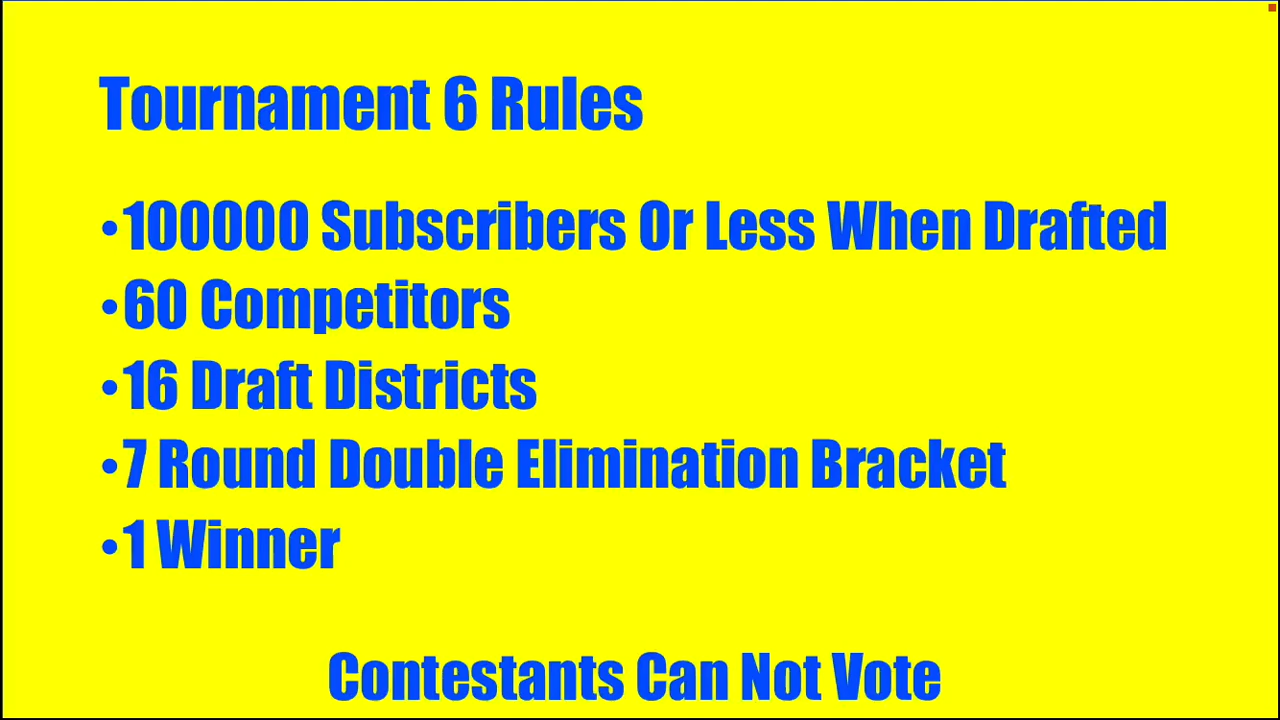 Tournament 6 Rules
•100000 Subscribers Or Less When Drafted
•60 Competitors
•16 Draft Districts
•7 Round Double Elimination Bracket
•1 Winner
Contestants Can Not Vote